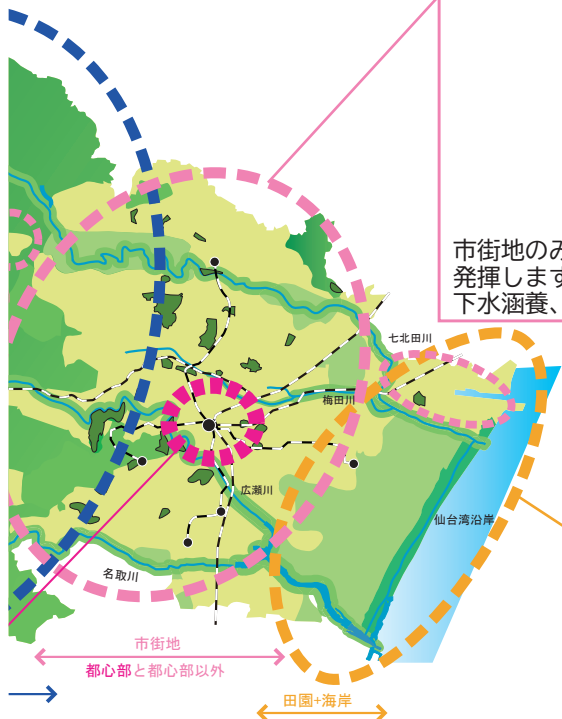 市街地のみ
発揮します
下水涵養、
七北田川
梅田川
広瀬川
仙台湾沿岸
名取川
市街地
都心部と都心部以外
田園+海岸